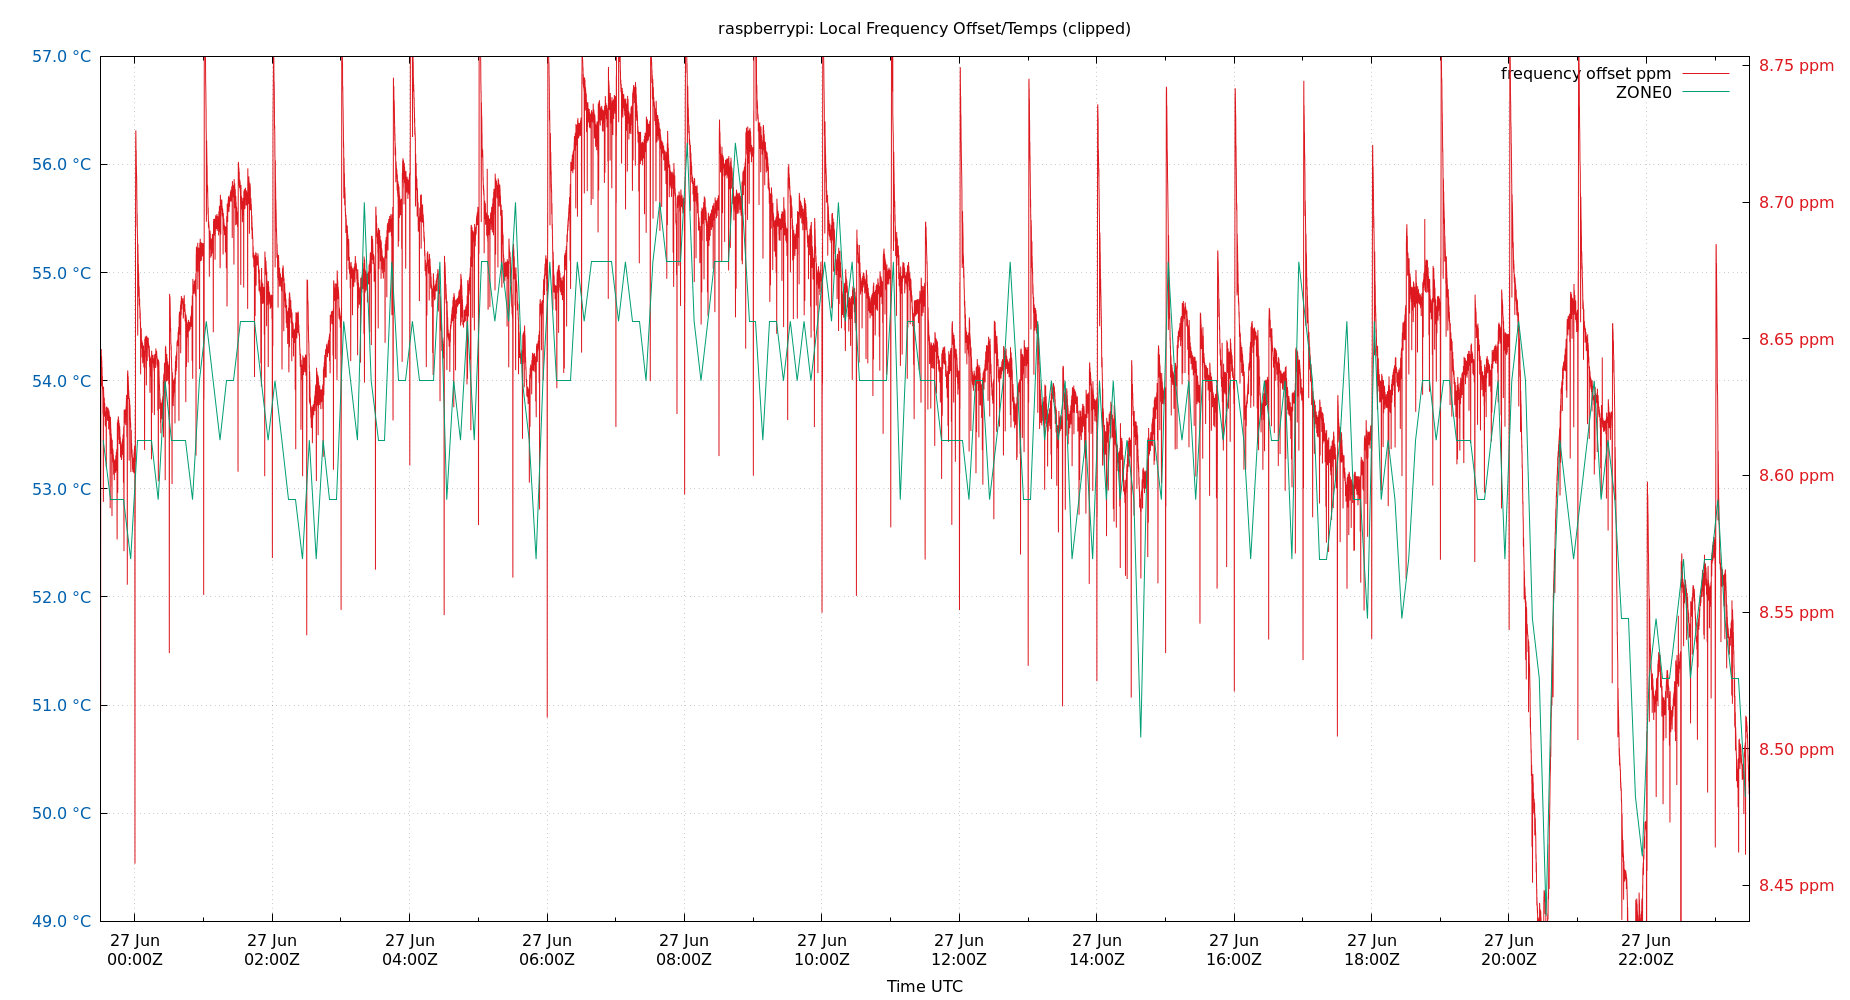 raspberrypi: Local Frequency Offset/Temps (clipped)
57.0 °C
56.0 °C
55.0 °C
54.0 °C
53.0 °C
52.0 °C
51.0 °C
50.0 °C
49.0 °C
frequency offset ppm
ZONE0
8.75 ppm
8.70 ppm
8.65 ppm
8.60 ppm
8.55 ppm
8.50 ppm
8.45 ppm
27 Jun 27 Jun 27 Jun 27 Jun 27 Jun 27 Jun 27 Jun 27 Jun 27 Jun 27 Jun 27 Jun 27 Jun
00:00Z 02:00Z 04:00Z 06:00Z 08:00Z 10:00Z 12:00Z 14:00Z 16:00Z 18:00Z 20:00Z 22:00Z
Time UTC